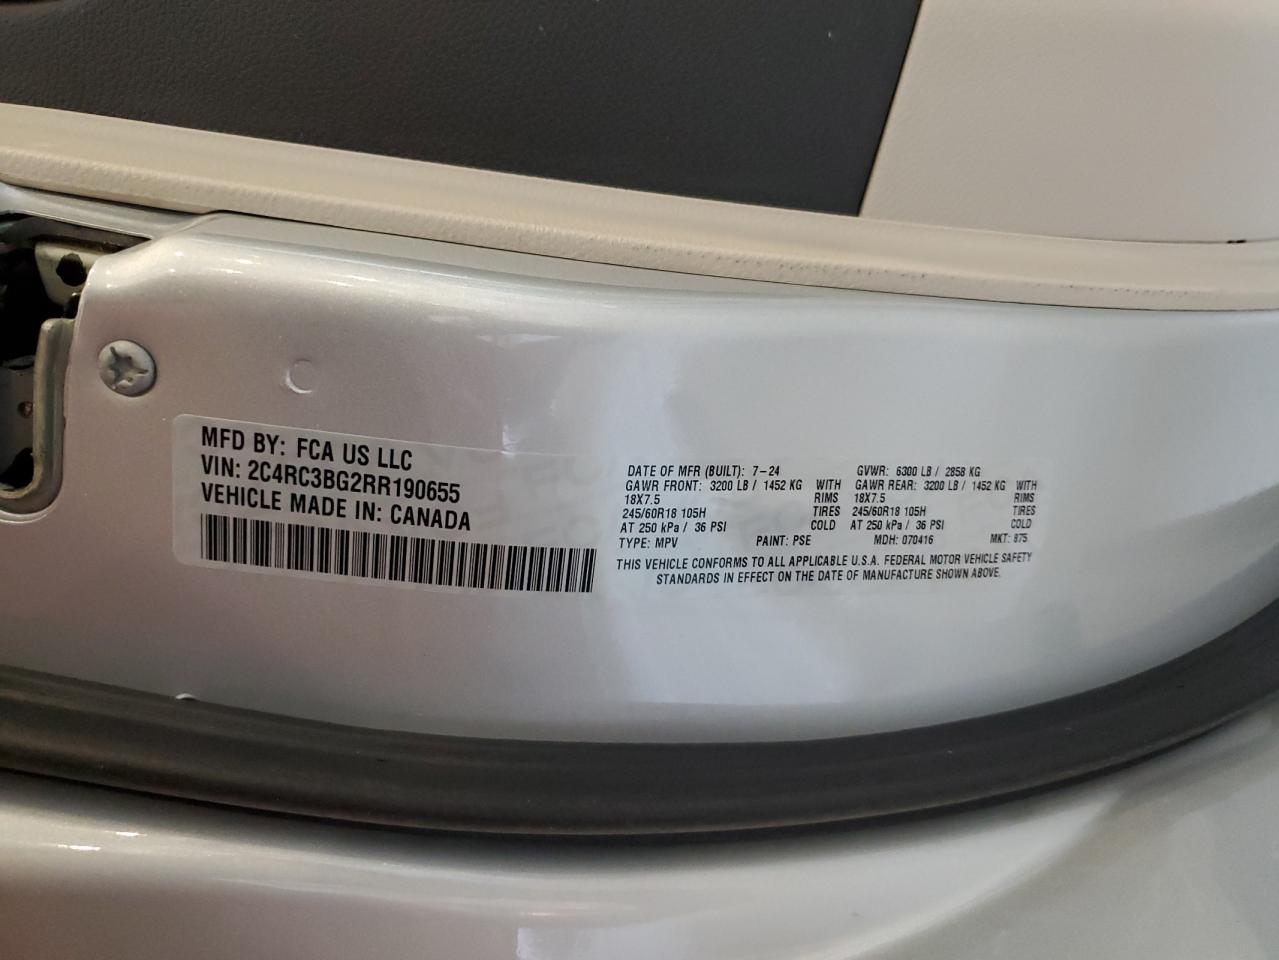 MFD BY: FCA US LLC
VIN: 2C4RC3BG2RR190655
VEHICLE MADE IN: CANADA
DATE OF MFR (BUILT): 7-24 GVWR: 6300 LB / 2858 KG
GAWR FRONT: 3200 LB / 1452 KG WITH GAWR REAR: 3200 LB / 1452 KG WITH
18X7.5 RIMS 18X7.5 RIMS
245/60R18 105H TIRES 245/60R18 105H TIRES
AT 250 kPa / 36 PSI COLD AT 250 kPa / 36 PSI COLD
TYPE: MPV PAINT: PSE MDH: 070416 MKT: 875
THIS VEHICLE CONFORMS TO ALL APPLICABLE U.S.A. FEDERAL MOTOR VEHICLE SAFETY
STANDARDS IN EFFECT ON THE DATE OF MANUFACTURE SHOWN ABOVE.